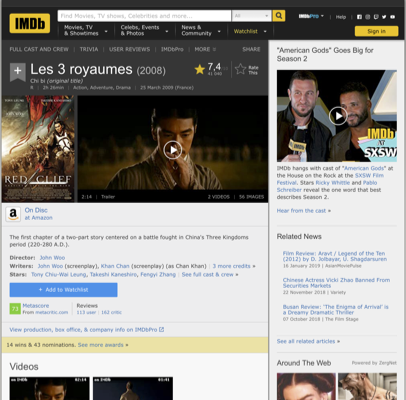 IMDb
Find Movies, TV shows, Celebrities and more...
All
IMDbPro
Help
Movies, TV & Showtimes
Celebs, Events & Photos
News & Community
Watchlist
Sign in
FULL CAST AND CREW | TRIVIA | USER REVIEWS | IMDbPro | MORE
SHARE
Les 3 royaumes (2008)
Chi bi (original title)
R | 2h 26min | Action, Adventure, Drama | 25 March 2009 (France)
7,4
Rate This
RED CLIFF
2:14 | Trailer
2 VIDEOS | 56 IMAGES
On Disc
at Amazon
The first chapter of a two-part story centered on a battle fought in China's Three Kingdoms
period (220-280 A.D.).
Director: John Woo
Writers: John Woo (screenplay), Khan Chan (screenplay) (as Chan Khan) | 3 more credits »
Stars: Tony Chiu-Wai Leung, Takeshi Kaneshiro, Fengyi Zhang | See full cast & crew »
+ Add to Watchlist
Metascore
From metacritic.com
Reviews
113 user | 162 critic
View production, box office, & company info on IMDbPro
14 wins & 43 nominations. See more awards »
Videos
"American Gods" Goes Big for
Season 2
IMDb
at
SXSW
IMDb hangs with cast of "American Gods" at
The House on the Rock at the SXSW Film
Festival. Stars Ricky Whittle and Pablo
Schreiber reveal the one word that best
describes Season 2.
Hear from the cast »
Related News
Film Review: Aravt / Legend of the Ten
(2012) by D. Jolbayar, U. Shagdarsuren
16 January 2019 | AsianMoviePulse
Chinese Actress Vicki Zhao Banned From
Securities Markets
22 November 2018 | Variety
Busan Review: 'The Enigma of Arrival' is
a Dreamy Dramatic Thriller
07 October 2018 | The Film Stage
See all related articles »
Around The Web
Powered by ZergNet